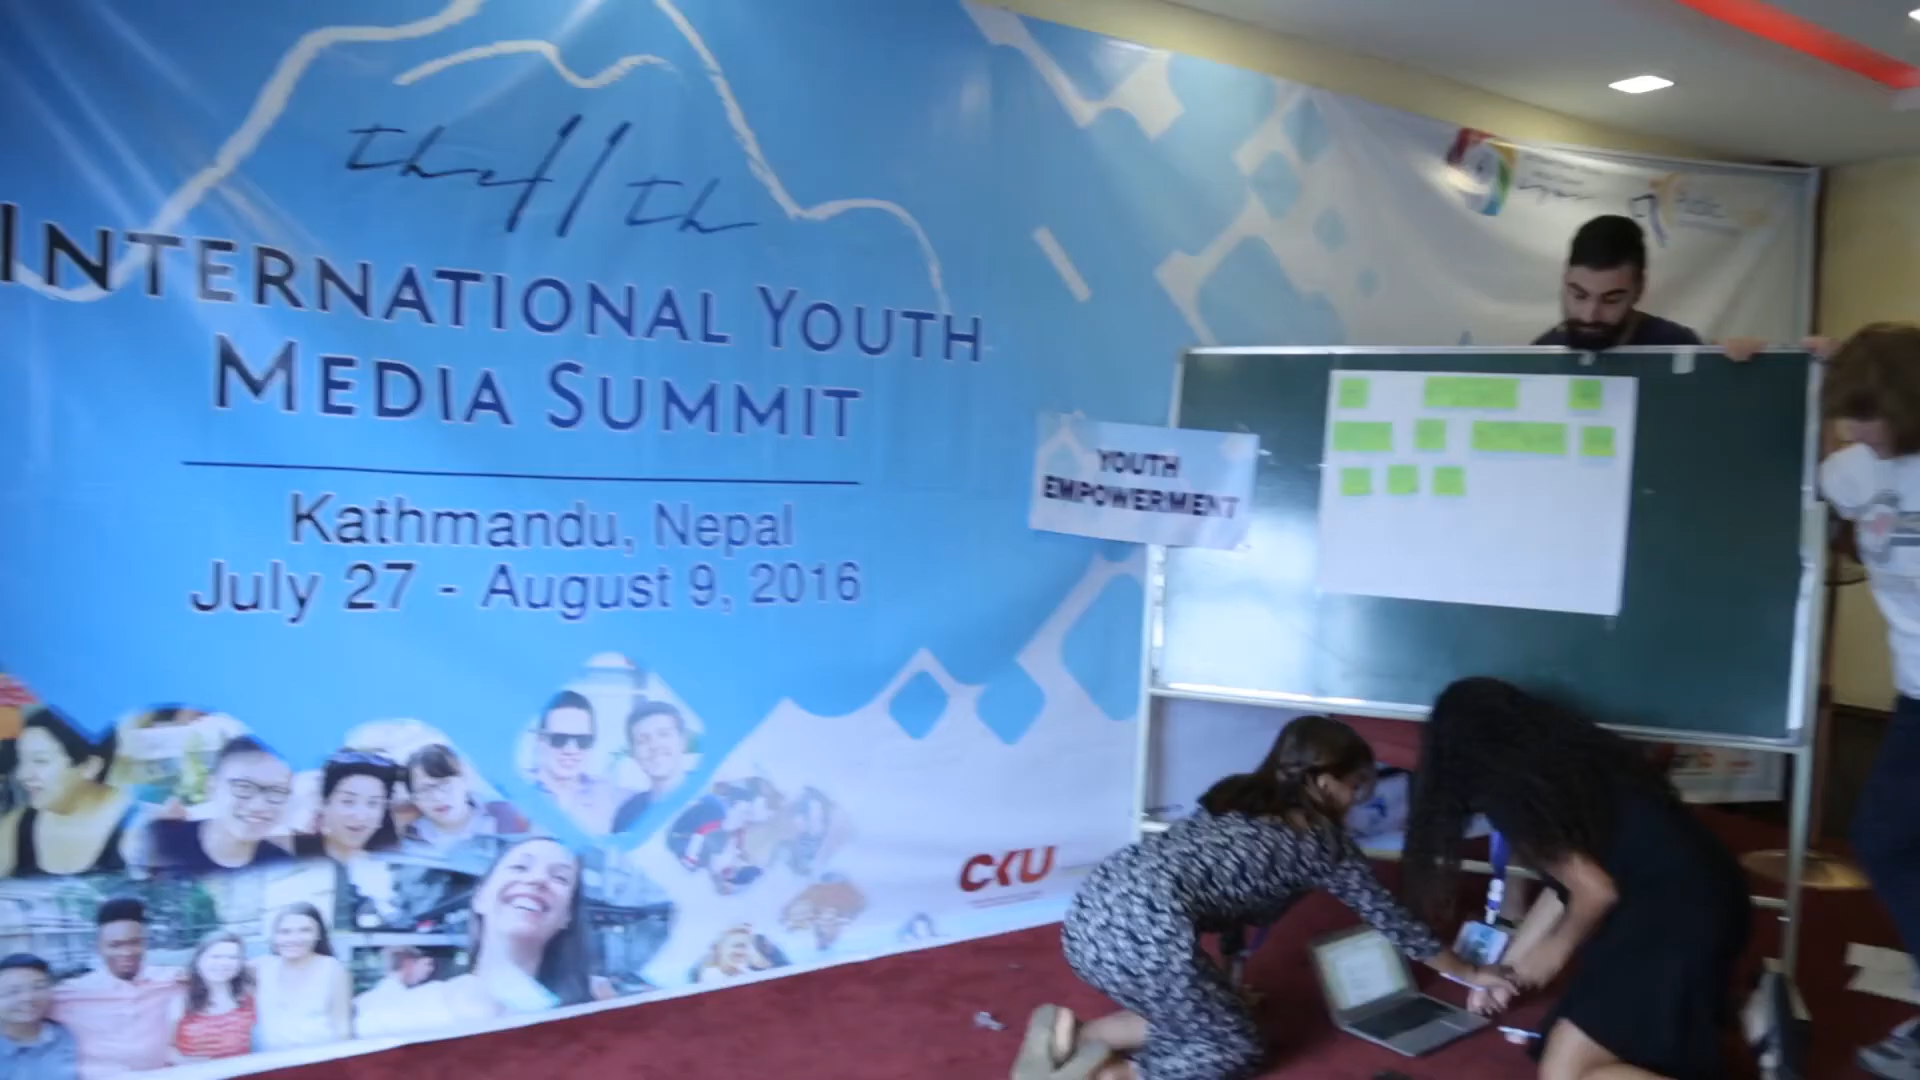 the 11th
INTERNATIONAL YOUTH
MEDIA SUMMIT
Kathmandu, Nepal
July 27 - August 9, 2016
YOUTH
EMPOWERMENT
CKU